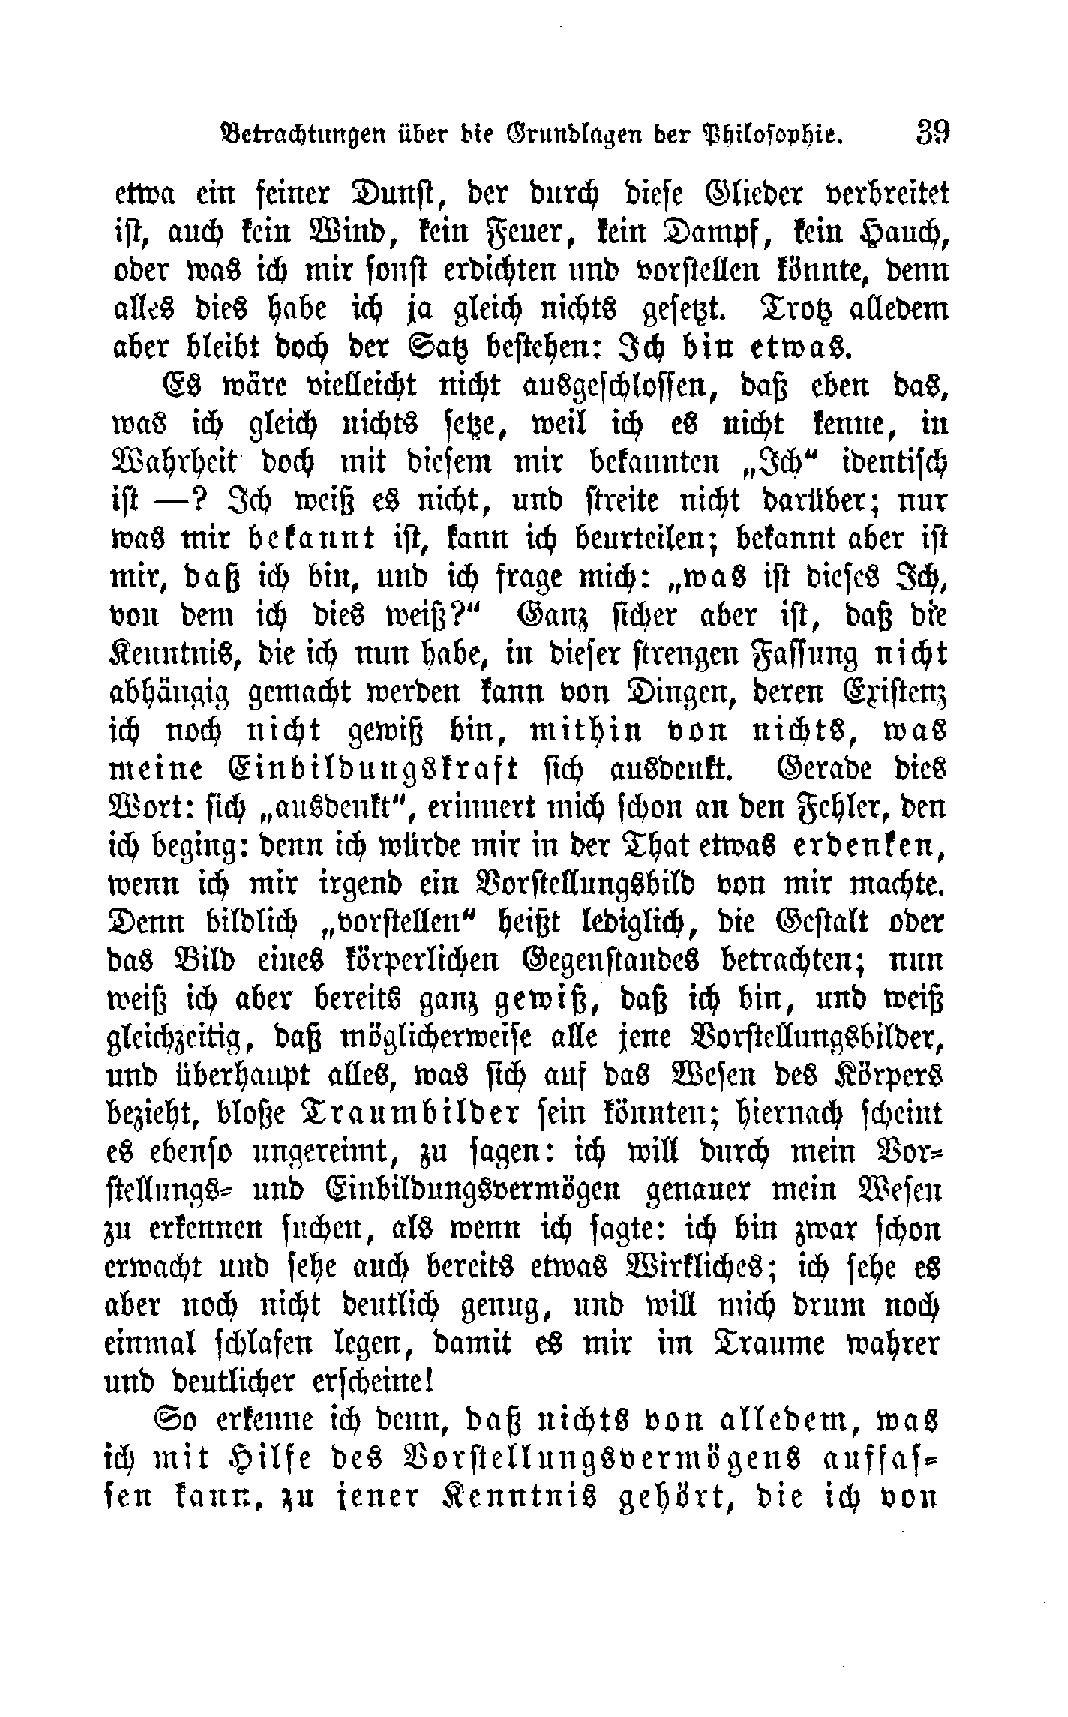 Betrachtungen über die Grundlagen der Philosophie. 39
etwa ein feiner Dunst, der durch diese Glieder verbreitet
ist, auch kein Wind, kein Feuer, kein Dampf, kein Hauch,
oder was ich mir sonst erdichten und vorstellen könnte, denn
alles dies habe ich ja gleich nichts gesetzt. Trotz alledem
aber bleibt doch der Satz bestehen: Ich bin etwas.
Es wäre vielleicht nicht ausgeschlossen, daß eben das,
was ich gleich nichts setze, weil ich es nicht kenne, in
Wahrheit doch mit diesem mir bekannten „Ich“ identisch
ist —? Ich weiß es nicht, und streite nicht darüber; nur
was mir bekannt ist, kann ich beurteilen; bekannt aber ist
mir, daß ich bin, und ich frage mich: „was ist dieses Ich,
von dem ich dies weiß?“ Ganz sicher aber ist, daß die
Kenntnis, die ich nun habe, in dieser strengen Fassung nicht
abhängig gemacht werden kann von Dingen, deren Existenz
ich noch nicht gewiß bin, mithin von nichts, was
meine Einbildungskraft sich ausdenkt. Gerade dies
Wort: sich „ausdenkt“, erinnert mich schon an den Fehler, den
ich beging: denn ich würde mir in der That etwas erdenken,
wenn ich mir irgend ein Vorstellungsbild von mir machte.
Denn bildlich „vorstellen“ heißt lediglich, die Gestalt oder
das Bild eines körperlichen Gegenstandes betrachten; nun
weiß ich aber bereits ganz gewiß, daß ich bin, und weiß
gleichzeitig, daß möglicherweise alle jene Vorstellungsbilder,
und überhaupt alles, was sich auf das Wesen des Körpers
bezieht, bloße Traumbilder sein könnten; hiernach scheint
es ebenso ungereimt, zu sagen: ich will durch mein Vor-
stellungs- und Einbildungsvermögen genauer mein Wesen
zu erkennen suchen, als wenn ich sagte: ich bin zwar schon
erwacht und sehe auch bereits etwas Wirkliches; ich sehe es
aber noch nicht deutlich genug, und will mich drum noch
einmal schlafen legen, damit es mir im Traume wahrer
und deutlicher erscheine!
So erkenne ich denn, daß nichts von alledem, was
ich mit Hilfe des Vorstellungsvermögens auffas-
sen kann, zu jener Kenntnis gehört, die ich von